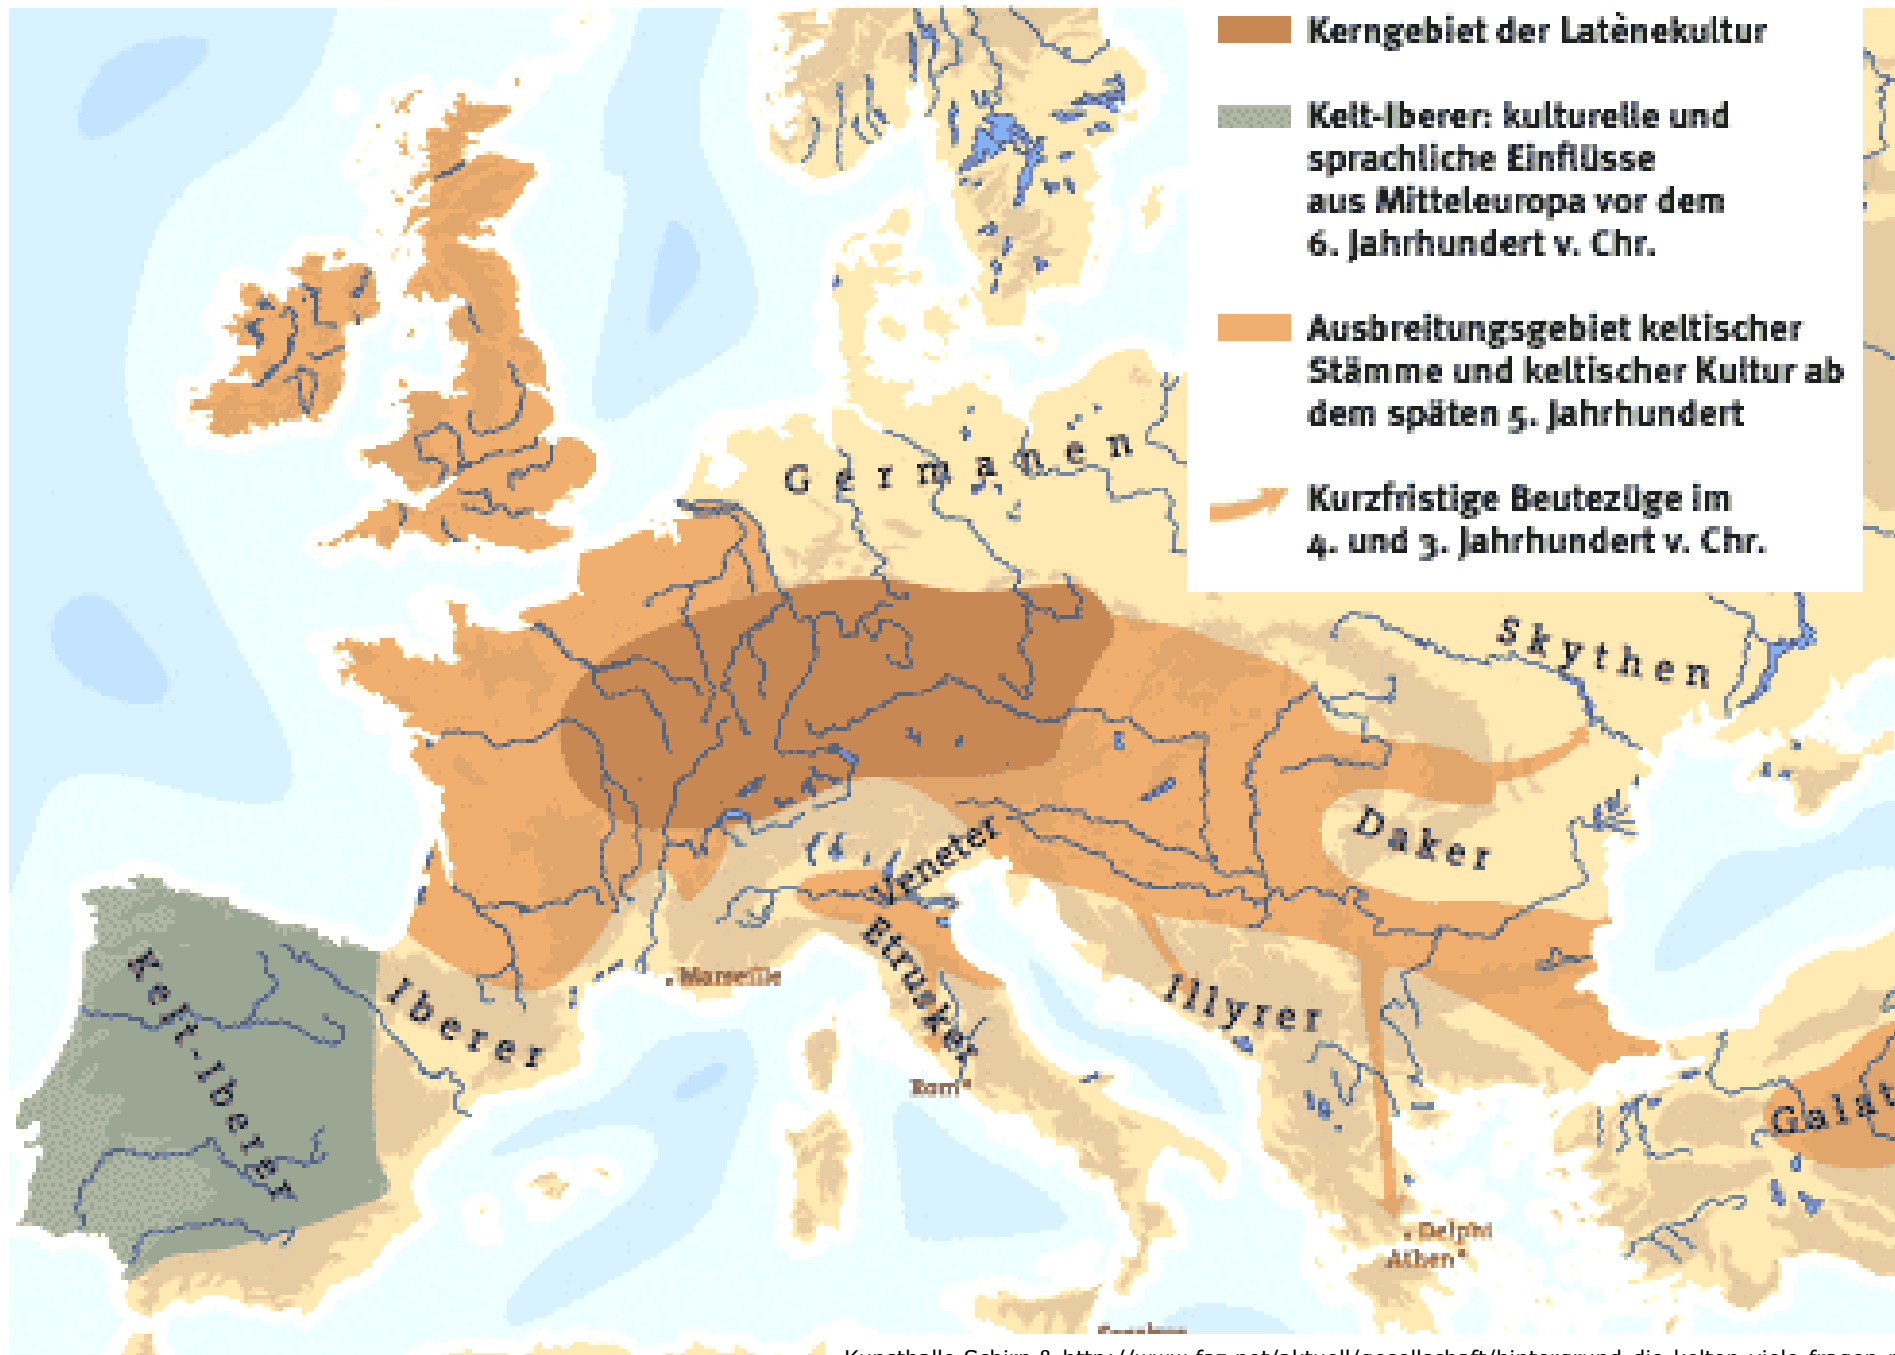 Kerngebiet der Latènekultur
Kelt-Iberer: kulturelle und
sprachliche Einflüsse
aus Mitteleuropa vor dem
6. Jahrhundert v. Chr.
Ausbreitungsgebiet keltischer
Stämme und keltischer Kultur ab
dem späten 5. Jahrhundert
Kurzfristige Beutezüge im
4. und 3. Jahrhundert v. Chr.
Germanen
Skythen
Daker
Veneter
Etrusker
Kelt-Iberer
Iberer
Marseille
Illyrer
Rom
Galat
Delphi
Athen